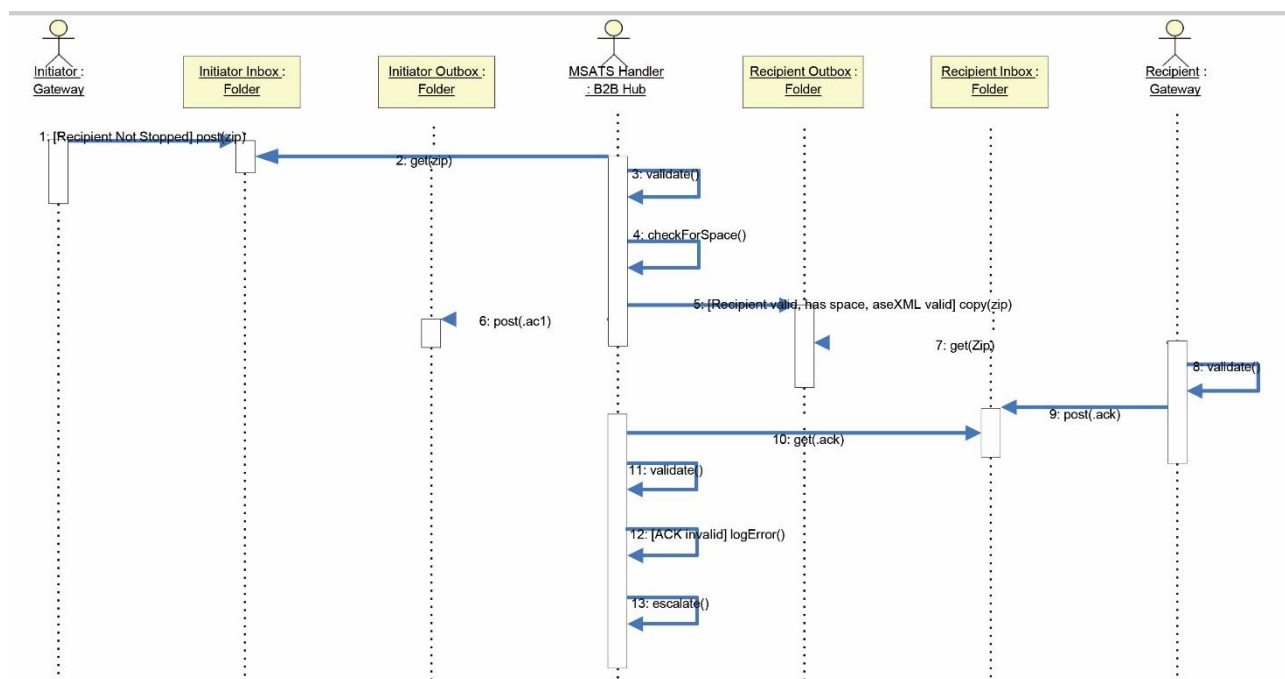 Initiator :
Gateway
Initiator Inbox :
Folder
Initiator Outbox :
Folder
MSATS Handler
: B2B Hub
Recipient Outbox :
Folder
Recipient Inbox :
Folder
Recipient :
Gateway
1: [Recipient Not Stopped] post(zip)
2: get(zip)
3: validate()
4: checkForSpace()
5: [Recipient valid, has space, aseXML valid] copy(zip)
6: post(.ac1)
7: get(Zip)
8: validate()
9: post(.ack)
10: get(.ack)
11: validate()
12: [ACK invalid] logError()
13: escalate()